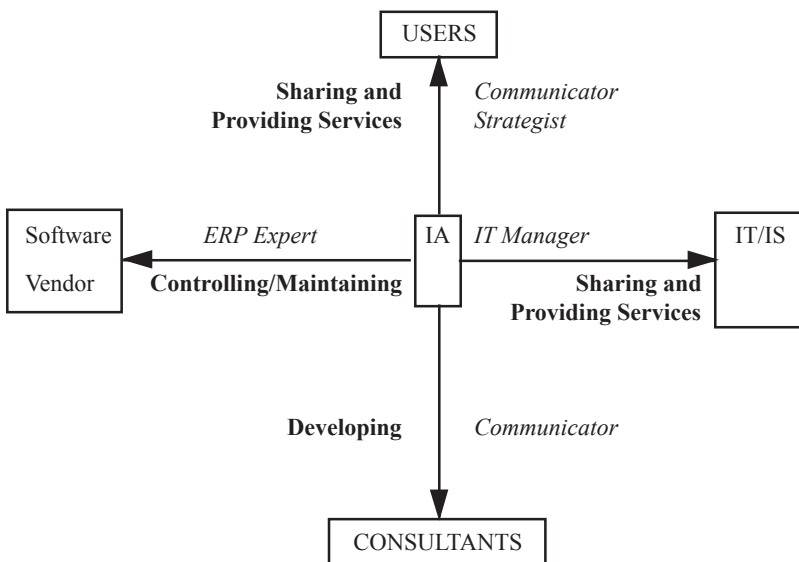 USERS
Sharing and
Providing Services
Communicator
Strategist
Software
Vendor
ERP Expert
Controlling/Maintaining
IA
IT Manager
Sharing and
Providing Services
IT/IS
Developing
Communicator
CONSULTANTS